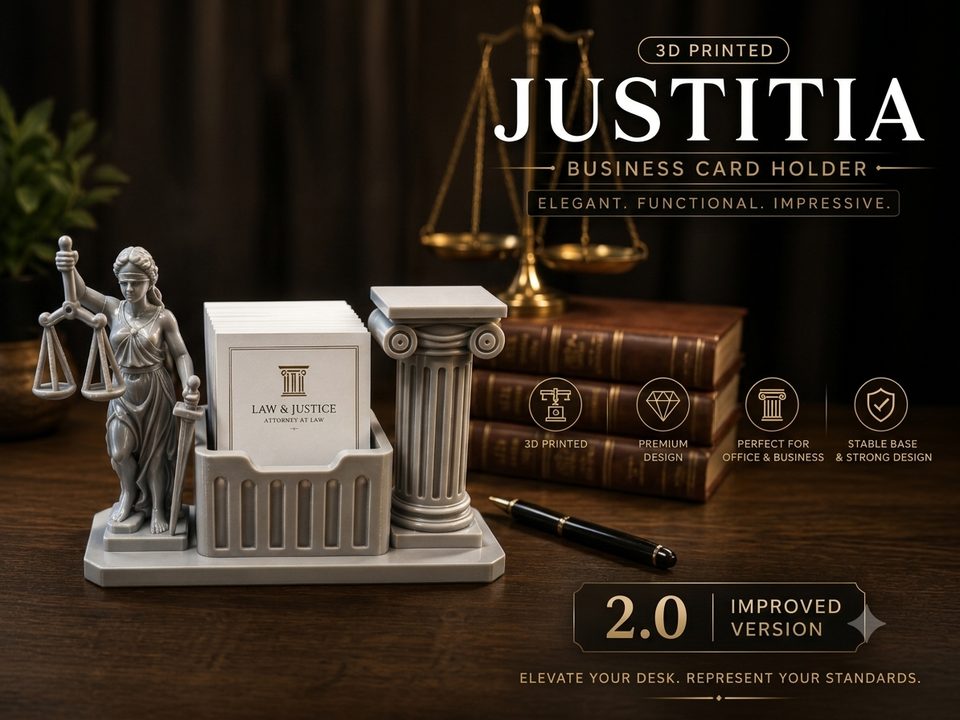 3D PRINTED
JUSTITIA
BUSINESS CARD HOLDER
ELEGANT. FUNCTIONAL. IMPRESSIVE.
LAW & JUSTICE
ATTORNEY AT LAW
3D PRINTED
PREMIUM
DESIGN
PERFECT FOR
OFFICE & BUSINESS
STABLE BASE
& STRONG DESIGN
2.0
IMPROVED
VERSION
ELEVATE YOUR DESK. REPRESENT YOUR STANDARDS.